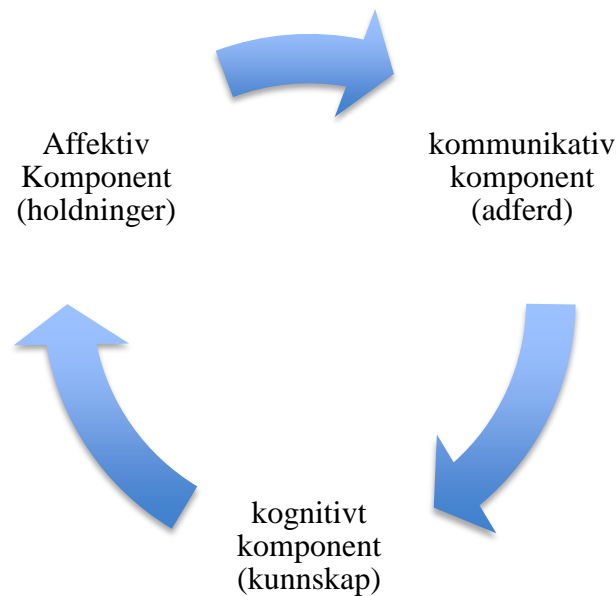 Affektiv
Komponent
(holdninger)
kommunikativ
komponent
(adferd)
kognitivt
komponent
(kunnskap)